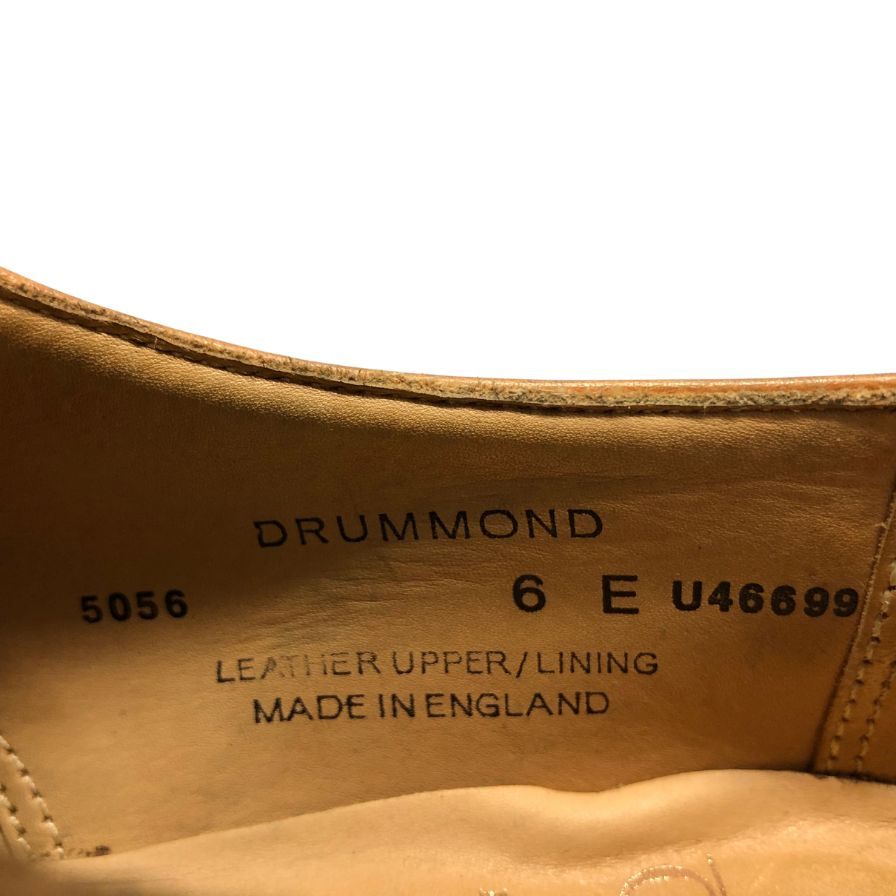 DRUMMOND
5056 6 E U46699
LEATHER UPPER/LINING
MADE IN ENGLAND